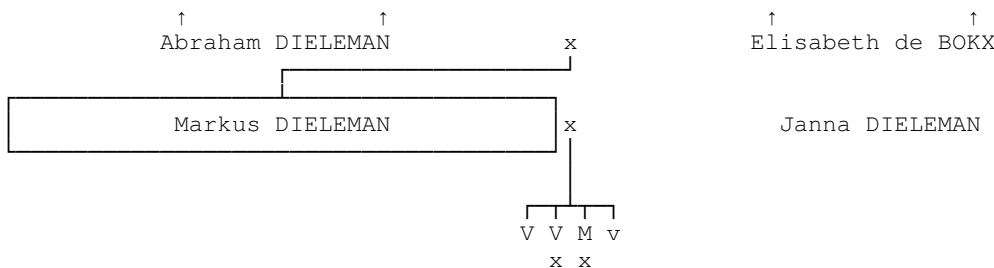 ↑ ↑ ↑ ↑
Abraham DIELEMAN x Elisabeth de BOKX
Markus DIELEMAN x Janna DIELEMAN
V V M v
x x